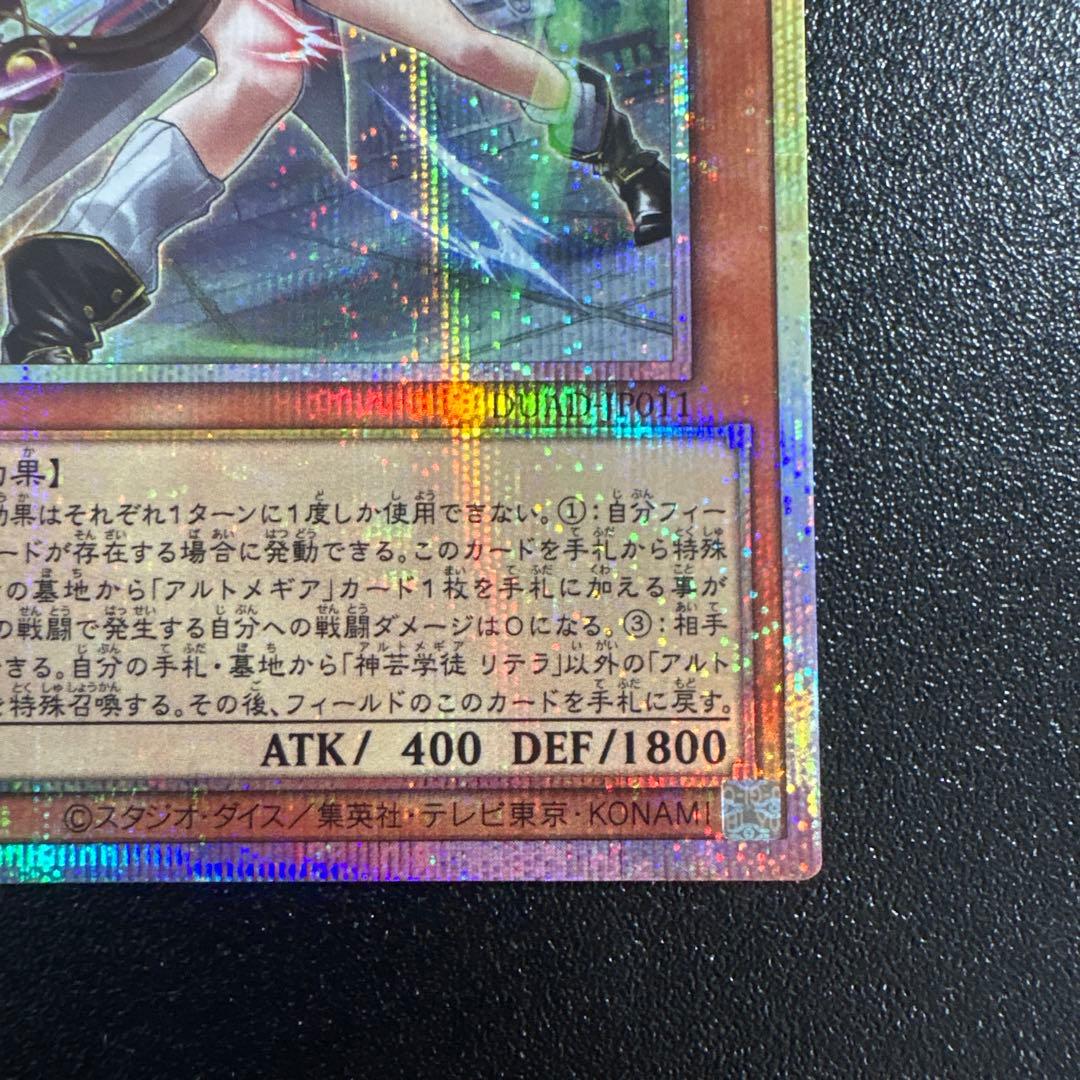 DUAD-JP011
効果】
効果はそれぞれ1ターンに1度しか使用できない。①:自分フィー
ードが存在する場合に発動できる。このカードを手札から特殊
の墓地から「アルトメギア」カード1枚を手札に加える事が
の戦闘で発生する自分への戦闘ダメージは0になる。③:相手
きる。自分の手札・墓地から「神芸学徒 リテラ」以外の「アルト
を特殊召喚する。その後、フィールドのこのカードを手札に戻す。
ATK/ 400 DEF/1800
©スタジオ・ダイス/集英社・テレビ東京・KONAMI